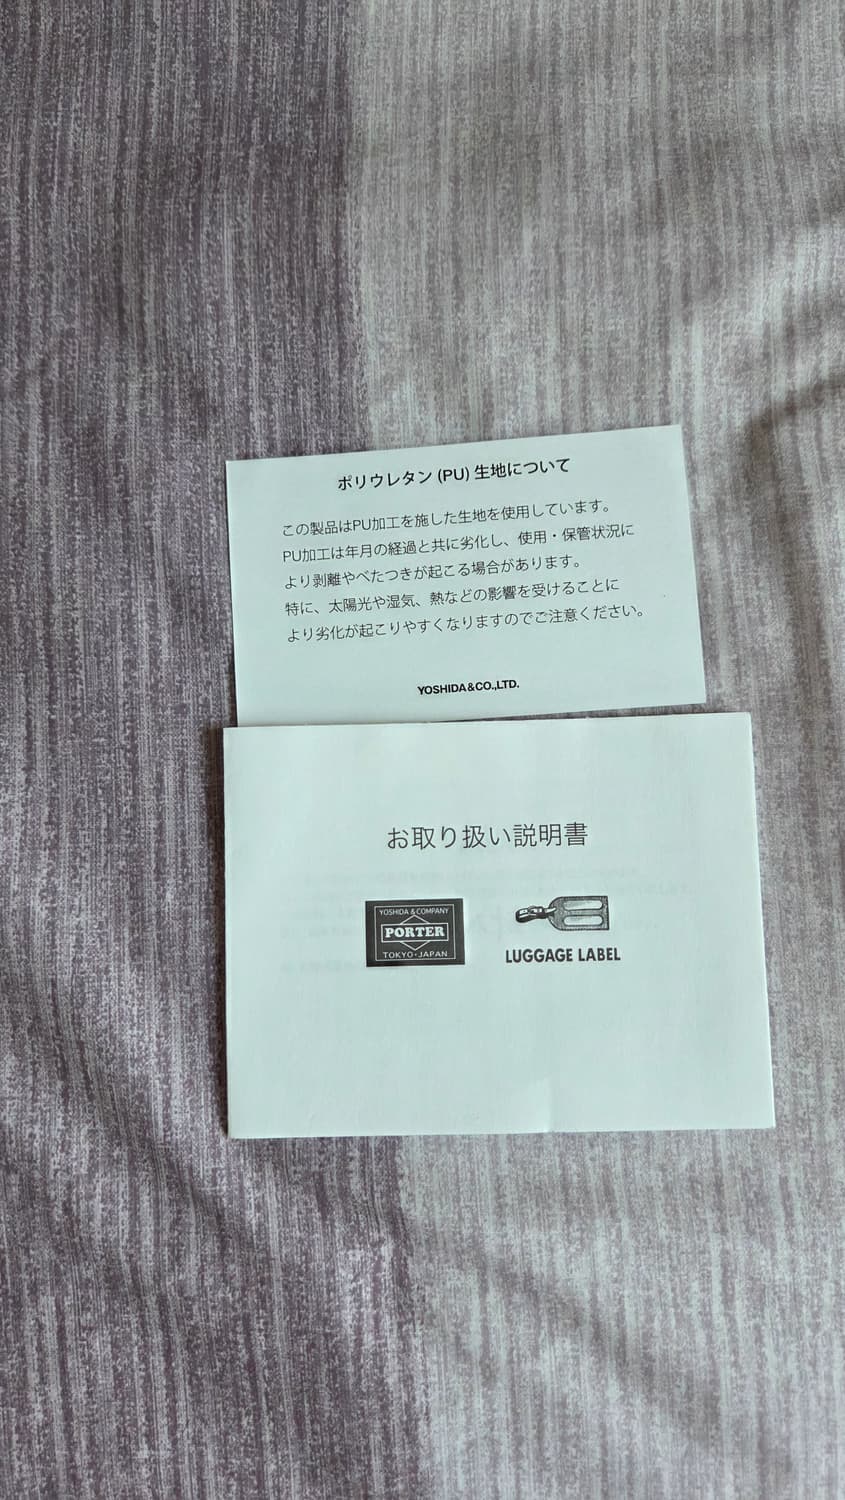 ポリウレタン (PU) 生地について
この製品はPU加工を施した生地を使用しています。
PU加工は年月の経過と共に劣化し、使用・保管状況に
より剥離やべたつきが起こる場合があります。
特に、太陽光や湿気、熱などの影響を受けることに
より劣化が起こりやすくなりますのでご注意ください。
YOSHIDA&CO.,LTD.
お取り扱い説明書
YOSHIDA & COMPANY
PORTER
TOKYO・JAPAN
LUGGAGE LABEL